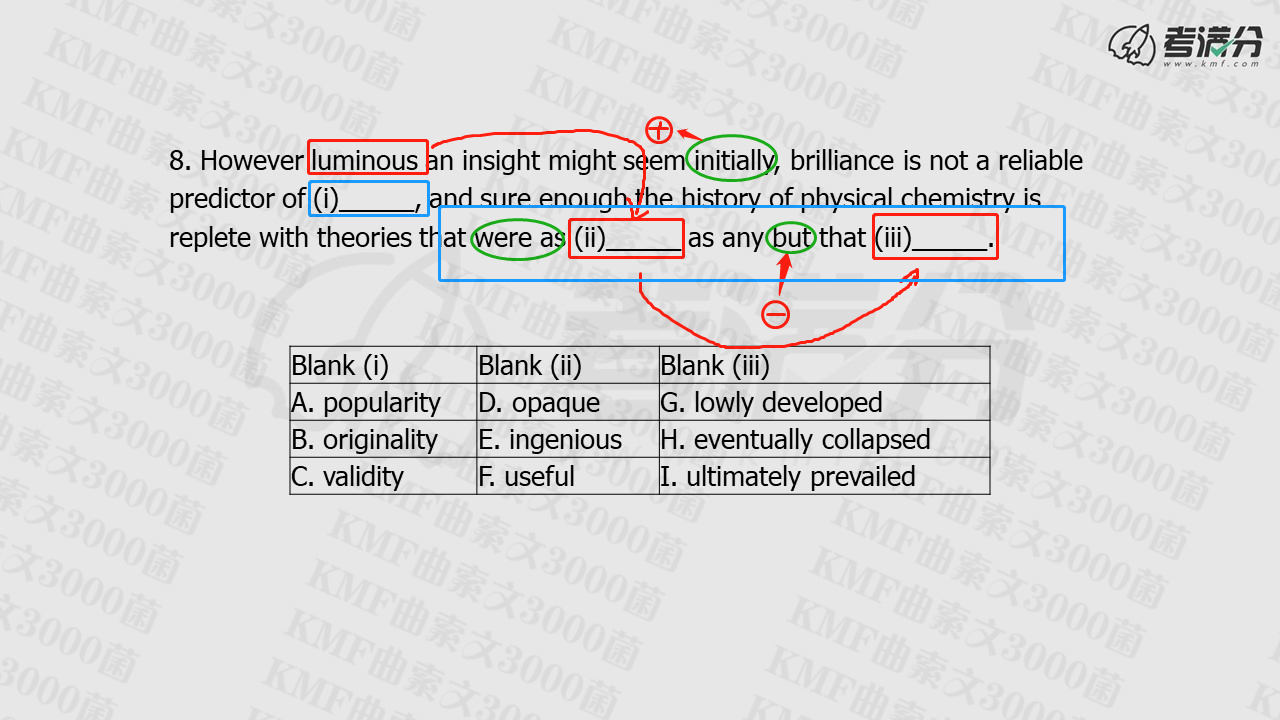 考满分
www.kmf.com
8. However luminous an insight might seem initially, brilliance is not a reliable
predictor of (i)______, and sure enough the history of physical chemistry is
replete with theories that were as (ii)______ as any but that (iii)______.
Blank (i) Blank (ii) Blank (iii)
A. popularity D. opaque G. lowly developed
B. originality E. ingenious H. eventually collapsed
C. validity F. useful I. ultimately prevailed
KMF曲索文3000菌